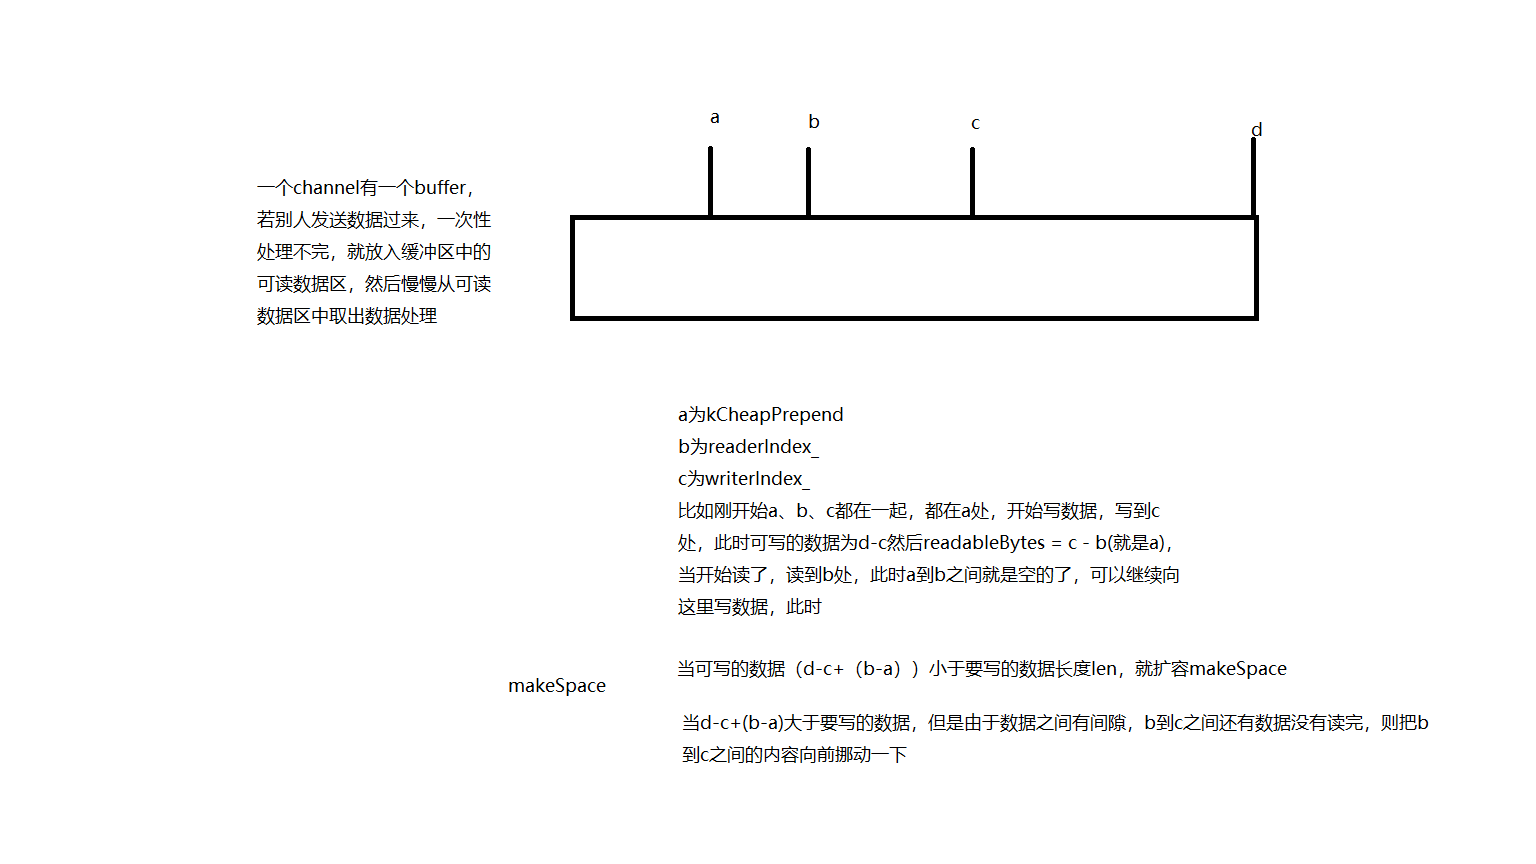 a
b
c
d
一个channel有一个buffer，
若别人发送数据过来，一次性
处理不完，就放入缓冲区中的
可读数据区，然后慢慢从可读
数据区中取出数据处理
a为kCheapPrepend
b为readerIndex_
c为writerIndex_
比如刚开始a、b、c都在一起，都在a处，开始写数据，写到c
处，此时可写的数据为d-c然后readableBytes = c - b(就是a)，
当开始读了，读到b处，此时a到b之间就是空的了，可以继续向
这里写数据，此时
当可写的数据（d-c+（b-a））小于要写的数据长度len，就扩容makeSpace
makeSpace
当d-c+(b-a)大于要写的数据，但是由于数据之间有间隙，b到c之间还有数据没有读完，则把b
到c之间的内容向前挪动一下